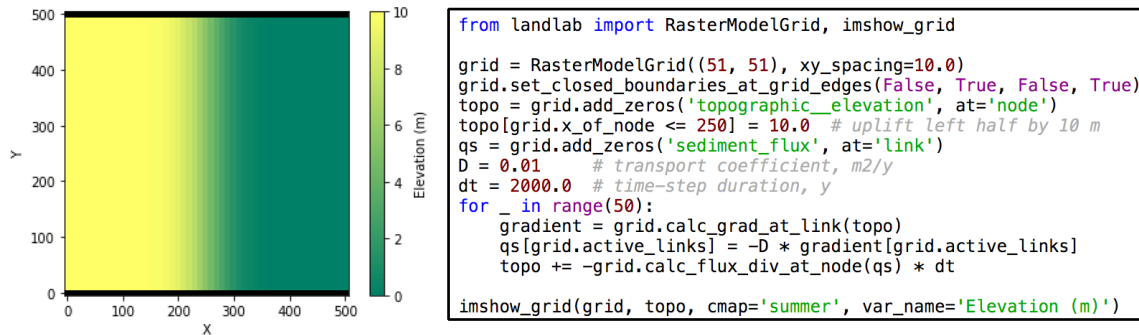 500
400
300
200
100
0
Y
0 100 200 300 400 500
X
10
8
6
4
2
0
Elevation (m)
from landlab import RasterModelGrid, imshow_grid
grid = RasterModelGrid((51, 51), xy_spacing=10.0)
grid.set_closed_boundaries_at_grid_edges(False, True, False, True)
topo = grid.add_zeros('topographic__elevation', at='node')
topo[grid.x_of_node <= 250] = 10.0  # uplift left half by 10 m
qs = grid.add_zeros('sediment_flux', at='link')
D = 0.01     # transport coefficient, m2/y
dt = 2000.0  # time-step duration, y
for _ in range(50):
    gradient = grid.calc_grad_at_link(topo)
    qs[grid.active_links] = -D * gradient[grid.active_links]
    topo += -grid.calc_flux_div_at_node(qs) * dt
imshow_grid(grid, topo, cmap='summer', var_name='Elevation (m)')